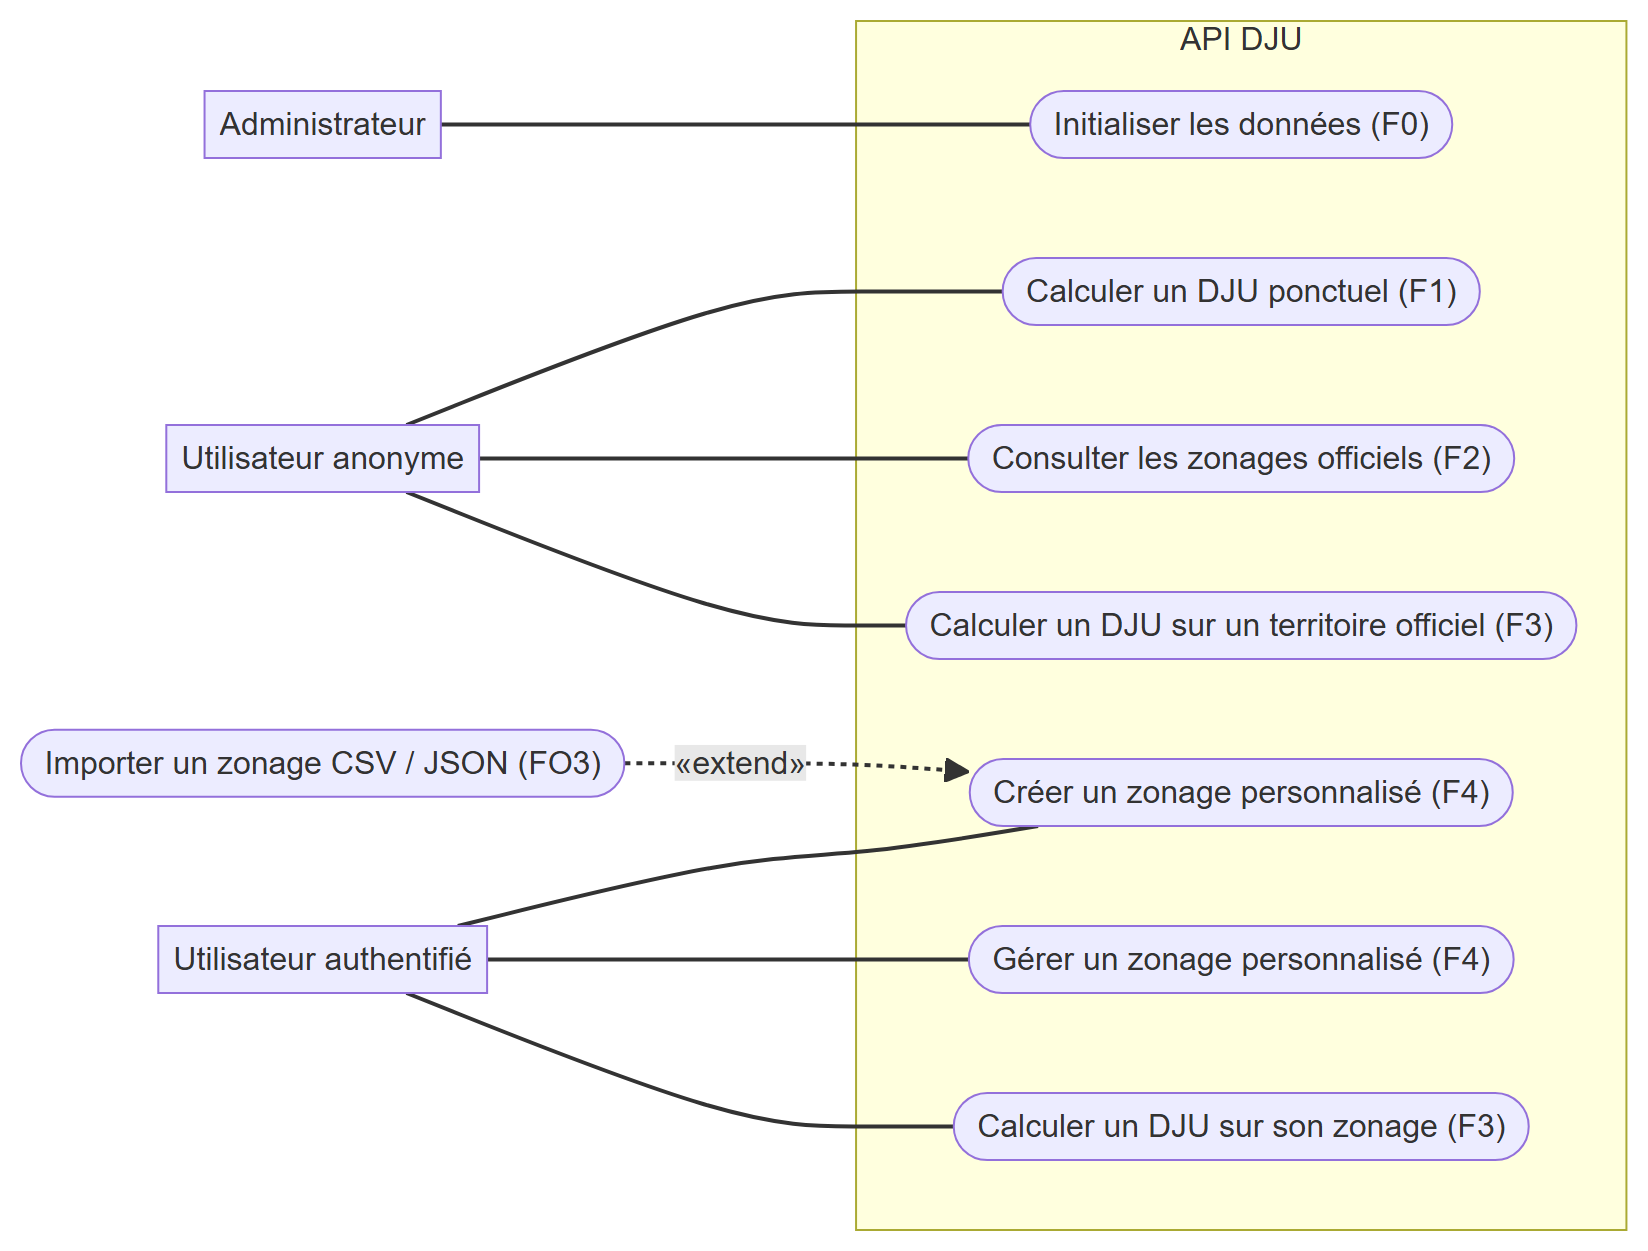 API DJU
Administrateur
Initialiser les données (F0)
Calculer un DJU ponctuel (F1)
Utilisateur anonyme
Consulter les zonages officiels (F2)
Calculer un DJU sur un territoire officiel (F3)
Importer un zonage CSV / JSON (FO3)
«extend»
Créer un zonage personnalisé (F4)
Utilisateur authentifié
Gérer un zonage personnalisé (F4)
Calculer un DJU sur son zonage (F3)